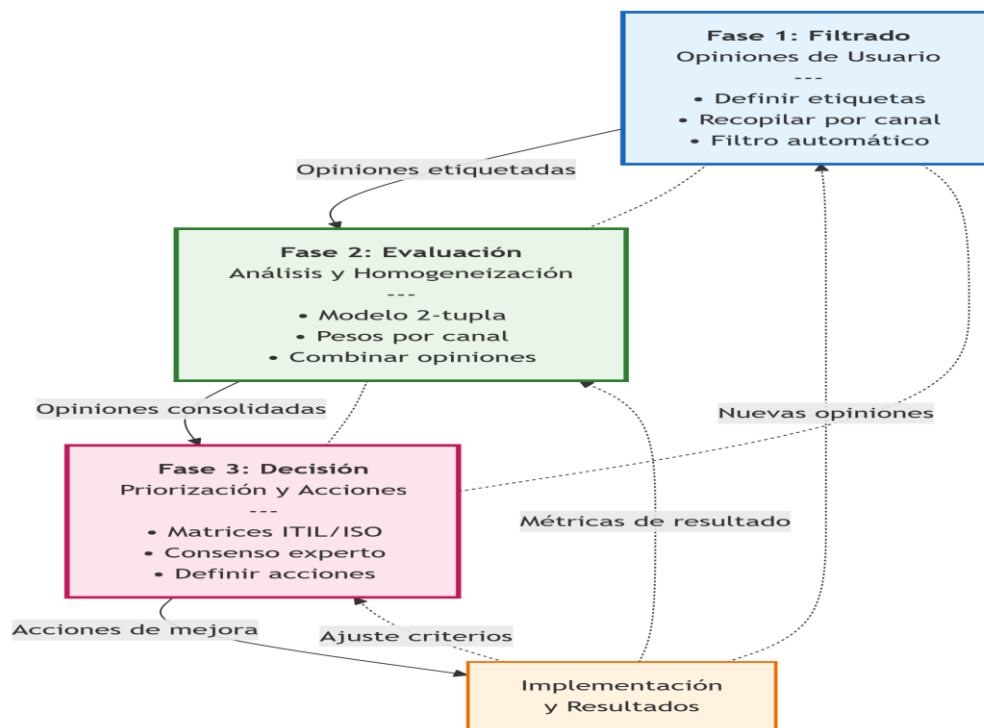 Fase 1: Filtrado
Opiniones de Usuario
---
• Definir etiquetas
• Recopilar por canal
• Filtro automático
Opiniones etiquetadas
Fase 2: Evaluación
Análisis y Homogeneización
---
• Modelo 2-tupla
• Pesos por canal
• Combinar opiniones
Opiniones consolidadas
Nuevas opiniones
Fase 3: Decisión
Priorización y Acciones
---
• Matrices ITIL/ISO
• Consenso experto
• Definir acciones
Métricas de resultado
Acciones de mejora
Ajuste criterios
Implementación
y Resultados